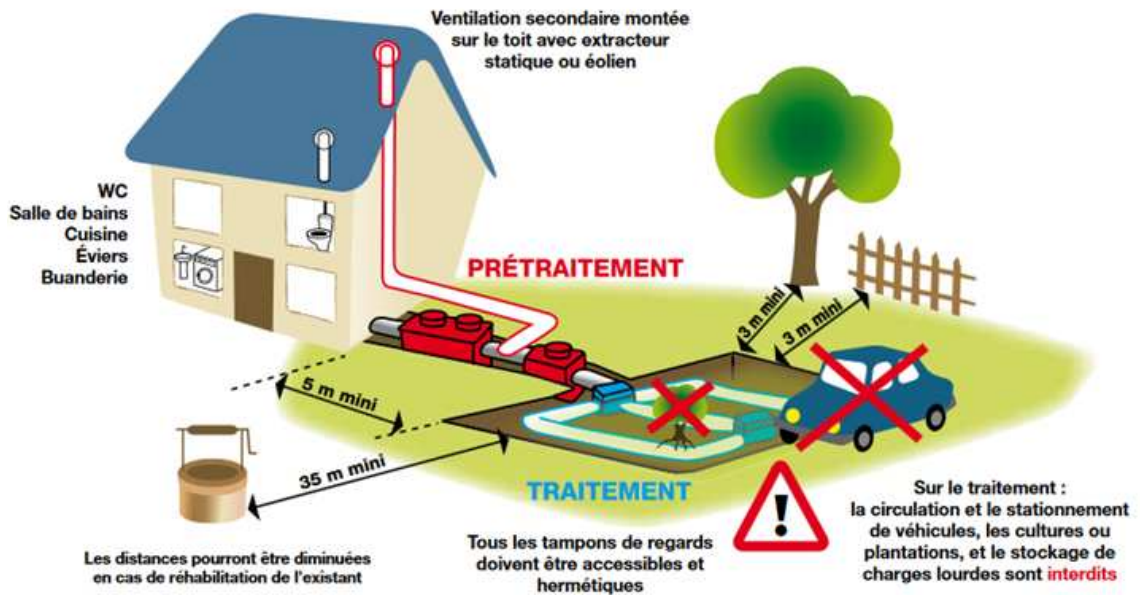 Ventilation secondaire montée
sur le toit avec extracteur
statique ou éolien
WC
Salle de bains
Cuisine
Éviers
Buanderie
PRÉTRAITEMENT
3 m mini
3 m mini
5 m mini
35 m mini
TRAITEMENT
Les distances pourront être diminuées
en cas de réhabilitation de l'existant
Tous les tampons de regards
doivent être accessibles et
hermétiques
!
Sur le traitement :
la circulation et le stationnement
de véhicules, les cultures ou
plantations, et le stockage de
charges lourdes sont interdits